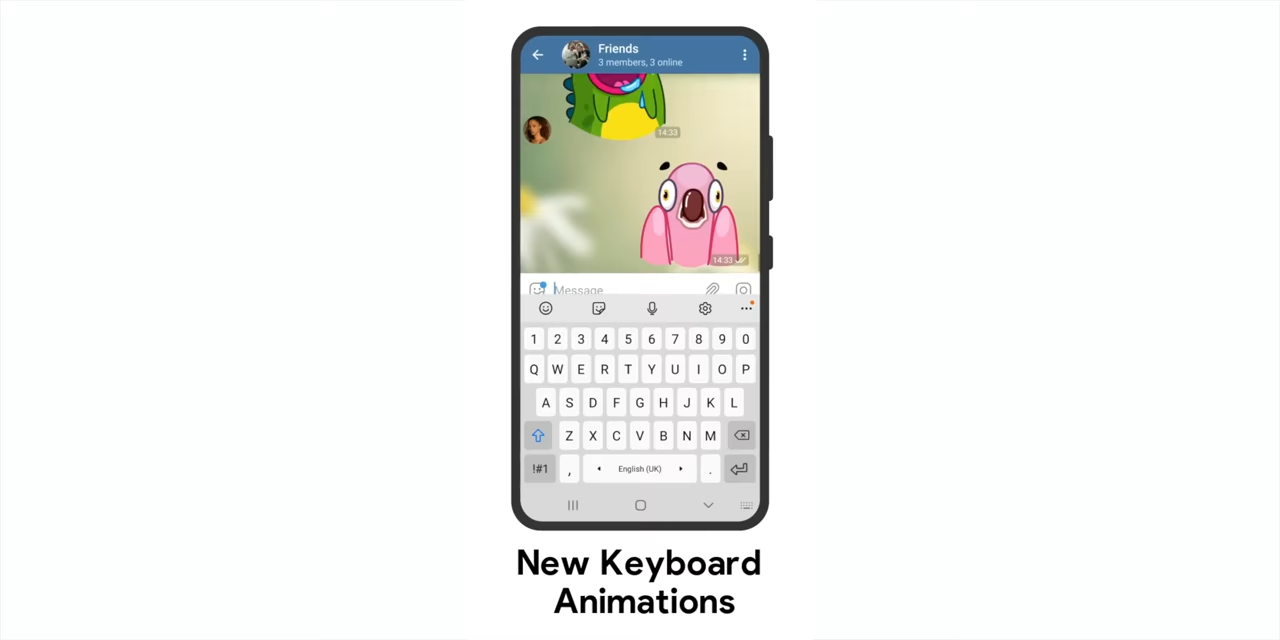 Friends
3 members, 3 online
14:33
14:33
Message
1 2 3 4 5 6 7 8 9 0
Q W E R T Y U I O P
A S D F G H J K L
Z X C V B N M
!#1 , English (UK) .
New Keyboard
Animations